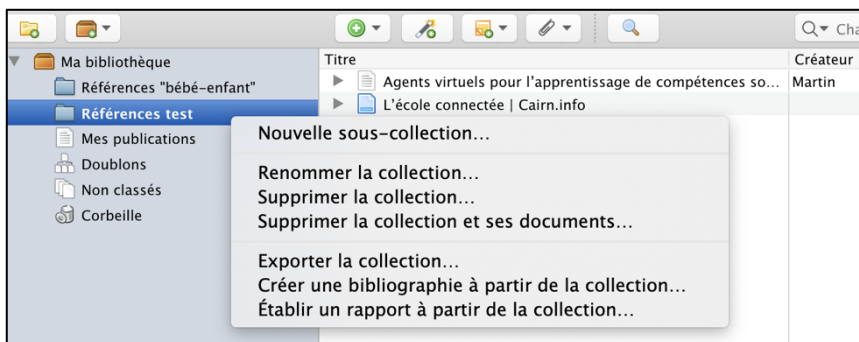 Cha
Ma bibliothèque
Références "bébé-enfant"
Références test
Mes publications
Doublons
Non classés
Corbeille
Titre
Créateur
Agents virtuels pour l'apprentissage de compétences so...
Martin
L'école connectée | Cairn.info
Nouvelle sous-collection...
Renommer la collection...
Supprimer la collection...
Supprimer la collection et ses documents...
Exporter la collection...
Créer une bibliographie à partir de la collection...
Établir un rapport à partir de la collection...